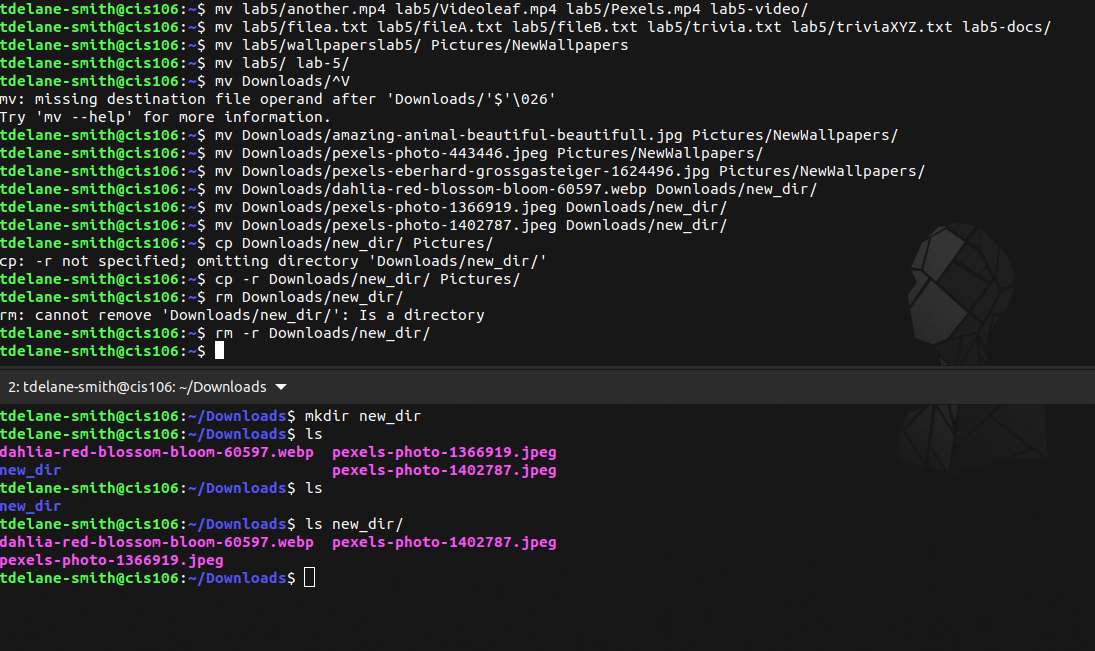 tdelane-smith@cis106:~$ mv lab5/another.mp4 lab5/Videoleaf.mp4 lab5/Pexels.mp4 lab5-video/
tdelane-smith@cis106:~$ mv lab5/filea.txt lab5/fileA.txt lab5/fileB.txt lab5/trivia.txt lab5/triviaXYZ.txt lab5-docs/
tdelane-smith@cis106:~$ mv lab5/wallpaperslab5/ Pictures/NewWallpapers
tdelane-smith@cis106:~$ mv lab5/ lab-5/
tdelane-smith@cis106:~$ mv Downloads/^V
mv: missing destination file operand after 'Downloads/'$'\026'
Try 'mv --help' for more information.
tdelane-smith@cis106:~$ mv Downloads/amazing-animal-beautiful-beautifull.jpg Pictures/NewWallpapers/
tdelane-smith@cis106:~$ mv Downloads/pexels-photo-443446.jpeg Pictures/NewWallpapers/
tdelane-smith@cis106:~$ mv Downloads/pexels-eberhard-grossgasteiger-1624496.jpg Pictures/NewWallpapers/
tdelane-smith@cis106:~$ mv Downloads/dahlia-red-blossom-bloom-60597.webp Downloads/new_dir/
tdelane-smith@cis106:~$ mv Downloads/pexels-photo-1366919.jpeg Downloads/new_dir/
tdelane-smith@cis106:~$ mv Downloads/pexels-photo-1402787.jpeg Downloads/new_dir/
tdelane-smith@cis106:~$ cp Downloads/new_dir/ Pictures/
cp: -r not specified; omitting directory 'Downloads/new_dir/'
tdelane-smith@cis106:~$ cp -r Downloads/new_dir/ Pictures/
tdelane-smith@cis106:~$ rm Downloads/new_dir/
rm: cannot remove 'Downloads/new_dir/': Is a directory
tdelane-smith@cis106:~$ rm -r Downloads/new_dir/
tdelane-smith@cis106:~$
2: tdelane-smith@cis106: ~/Downloads
tdelane-smith@cis106:~/Downloads$ mkdir new_dir
tdelane-smith@cis106:~/Downloads$ ls
dahlia-red-blossom-bloom-60597.webp  pexels-photo-1366919.jpeg
new_dir                              pexels-photo-1402787.jpeg
tdelane-smith@cis106:~/Downloads$ ls
new_dir
tdelane-smith@cis106:~/Downloads$ ls new_dir/
dahlia-red-blossom-bloom-60597.webp  pexels-photo-1402787.jpeg
pexels-photo-1366919.jpeg
tdelane-smith@cis106:~/Downloads$